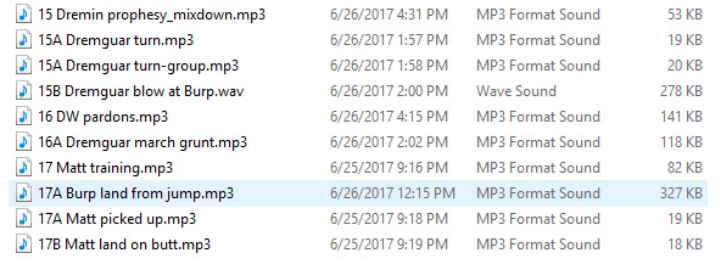 15 Dremin prophesy_mixdown.mp3 6/26/2017 4:31 PM MP3 Format Sound 53 KB
15A Dremguar turn.mp3 6/26/2017 1:57 PM MP3 Format Sound 19 KB
15A Dremguar turn-group.mp3 6/26/2017 1:58 PM MP3 Format Sound 20 KB
15B Dremguar blow at Burp.wav 6/26/2017 2:00 PM Wave Sound 278 KB
16 DW pardons.mp3 6/26/2017 4:15 PM MP3 Format Sound 141 KB
16A Dremguar march grunt.mp3 6/26/2017 2:02 PM MP3 Format Sound 118 KB
17 Matt training.mp3 6/25/2017 9:16 PM MP3 Format Sound 82 KB
17A Burp land from jump.mp3 6/26/2017 12:15 PM MP3 Format Sound 327 KB
17A Matt picked up.mp3 6/25/2017 9:18 PM MP3 Format Sound 19 KB
17B Matt land on butt.mp3 6/25/2017 9:19 PM MP3 Format Sound 18 KB